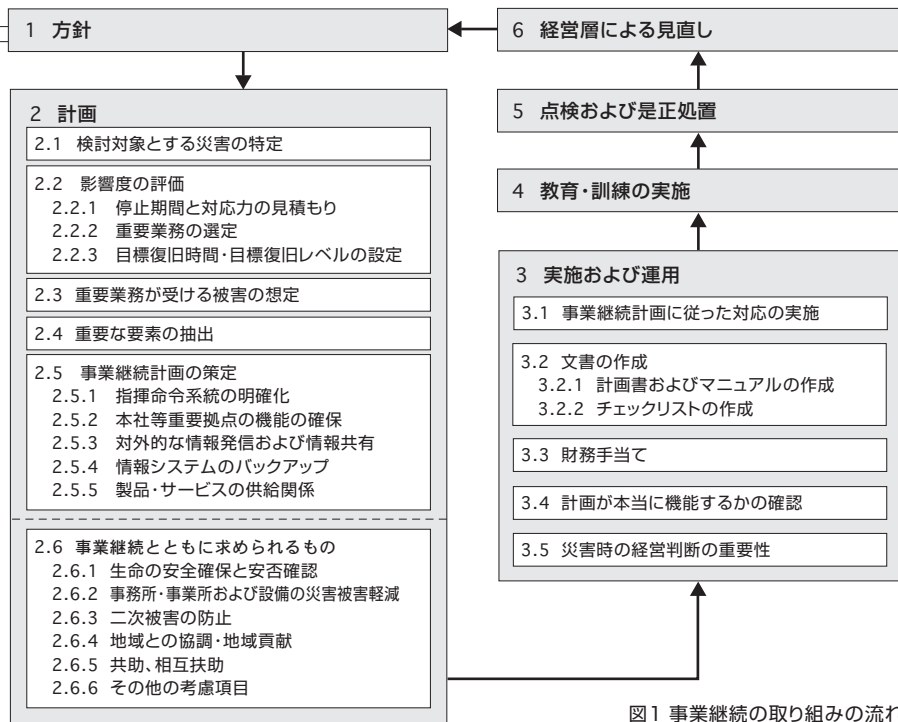 1 方針
2 計画
2.1 検討対象とする災害の特定
2.2 影響度の評価
2.2.1 停止期間と対応力の見積もり
2.2.2 重要業務の選定
2.2.3 目標復旧時間・目標復旧レベルの設定
2.3 重要業務が受ける被害の想定
2.4 重要な要素の抽出
2.5 事業継続計画の策定
2.5.1 指揮命令系統の明確化
2.5.2 本社等重要拠点の機能の確保
2.5.3 対外的な情報発信および情報共有
2.5.4 情報システムのバックアップ
2.5.5 製品・サービスの供給関係
2.6 事業継続とともに求められるもの
2.6.1 生命の安全確保と安否確認
2.6.2 事務所・事業所および設備の災害被害軽減
2.6.3 二次被害の防止
2.6.4 地域との協調・地域貢献
2.6.5 共助、相互扶助
2.6.6 その他の考慮項目
3 実施および運用
3.1 事業継続計画に従った対応の実施
3.2 文書の作成
3.2.1 計画書およびマニュアルの作成
3.2.2 チェックリストの作成
3.3 財務手当て
3.4 計画が本当に機能するかの確認
3.5 災害時の経営判断の重要性
4 教育・訓練の実施
5 点検および是正処置
6 経営層による見直し
図1 事業継続の取り組みの流れ